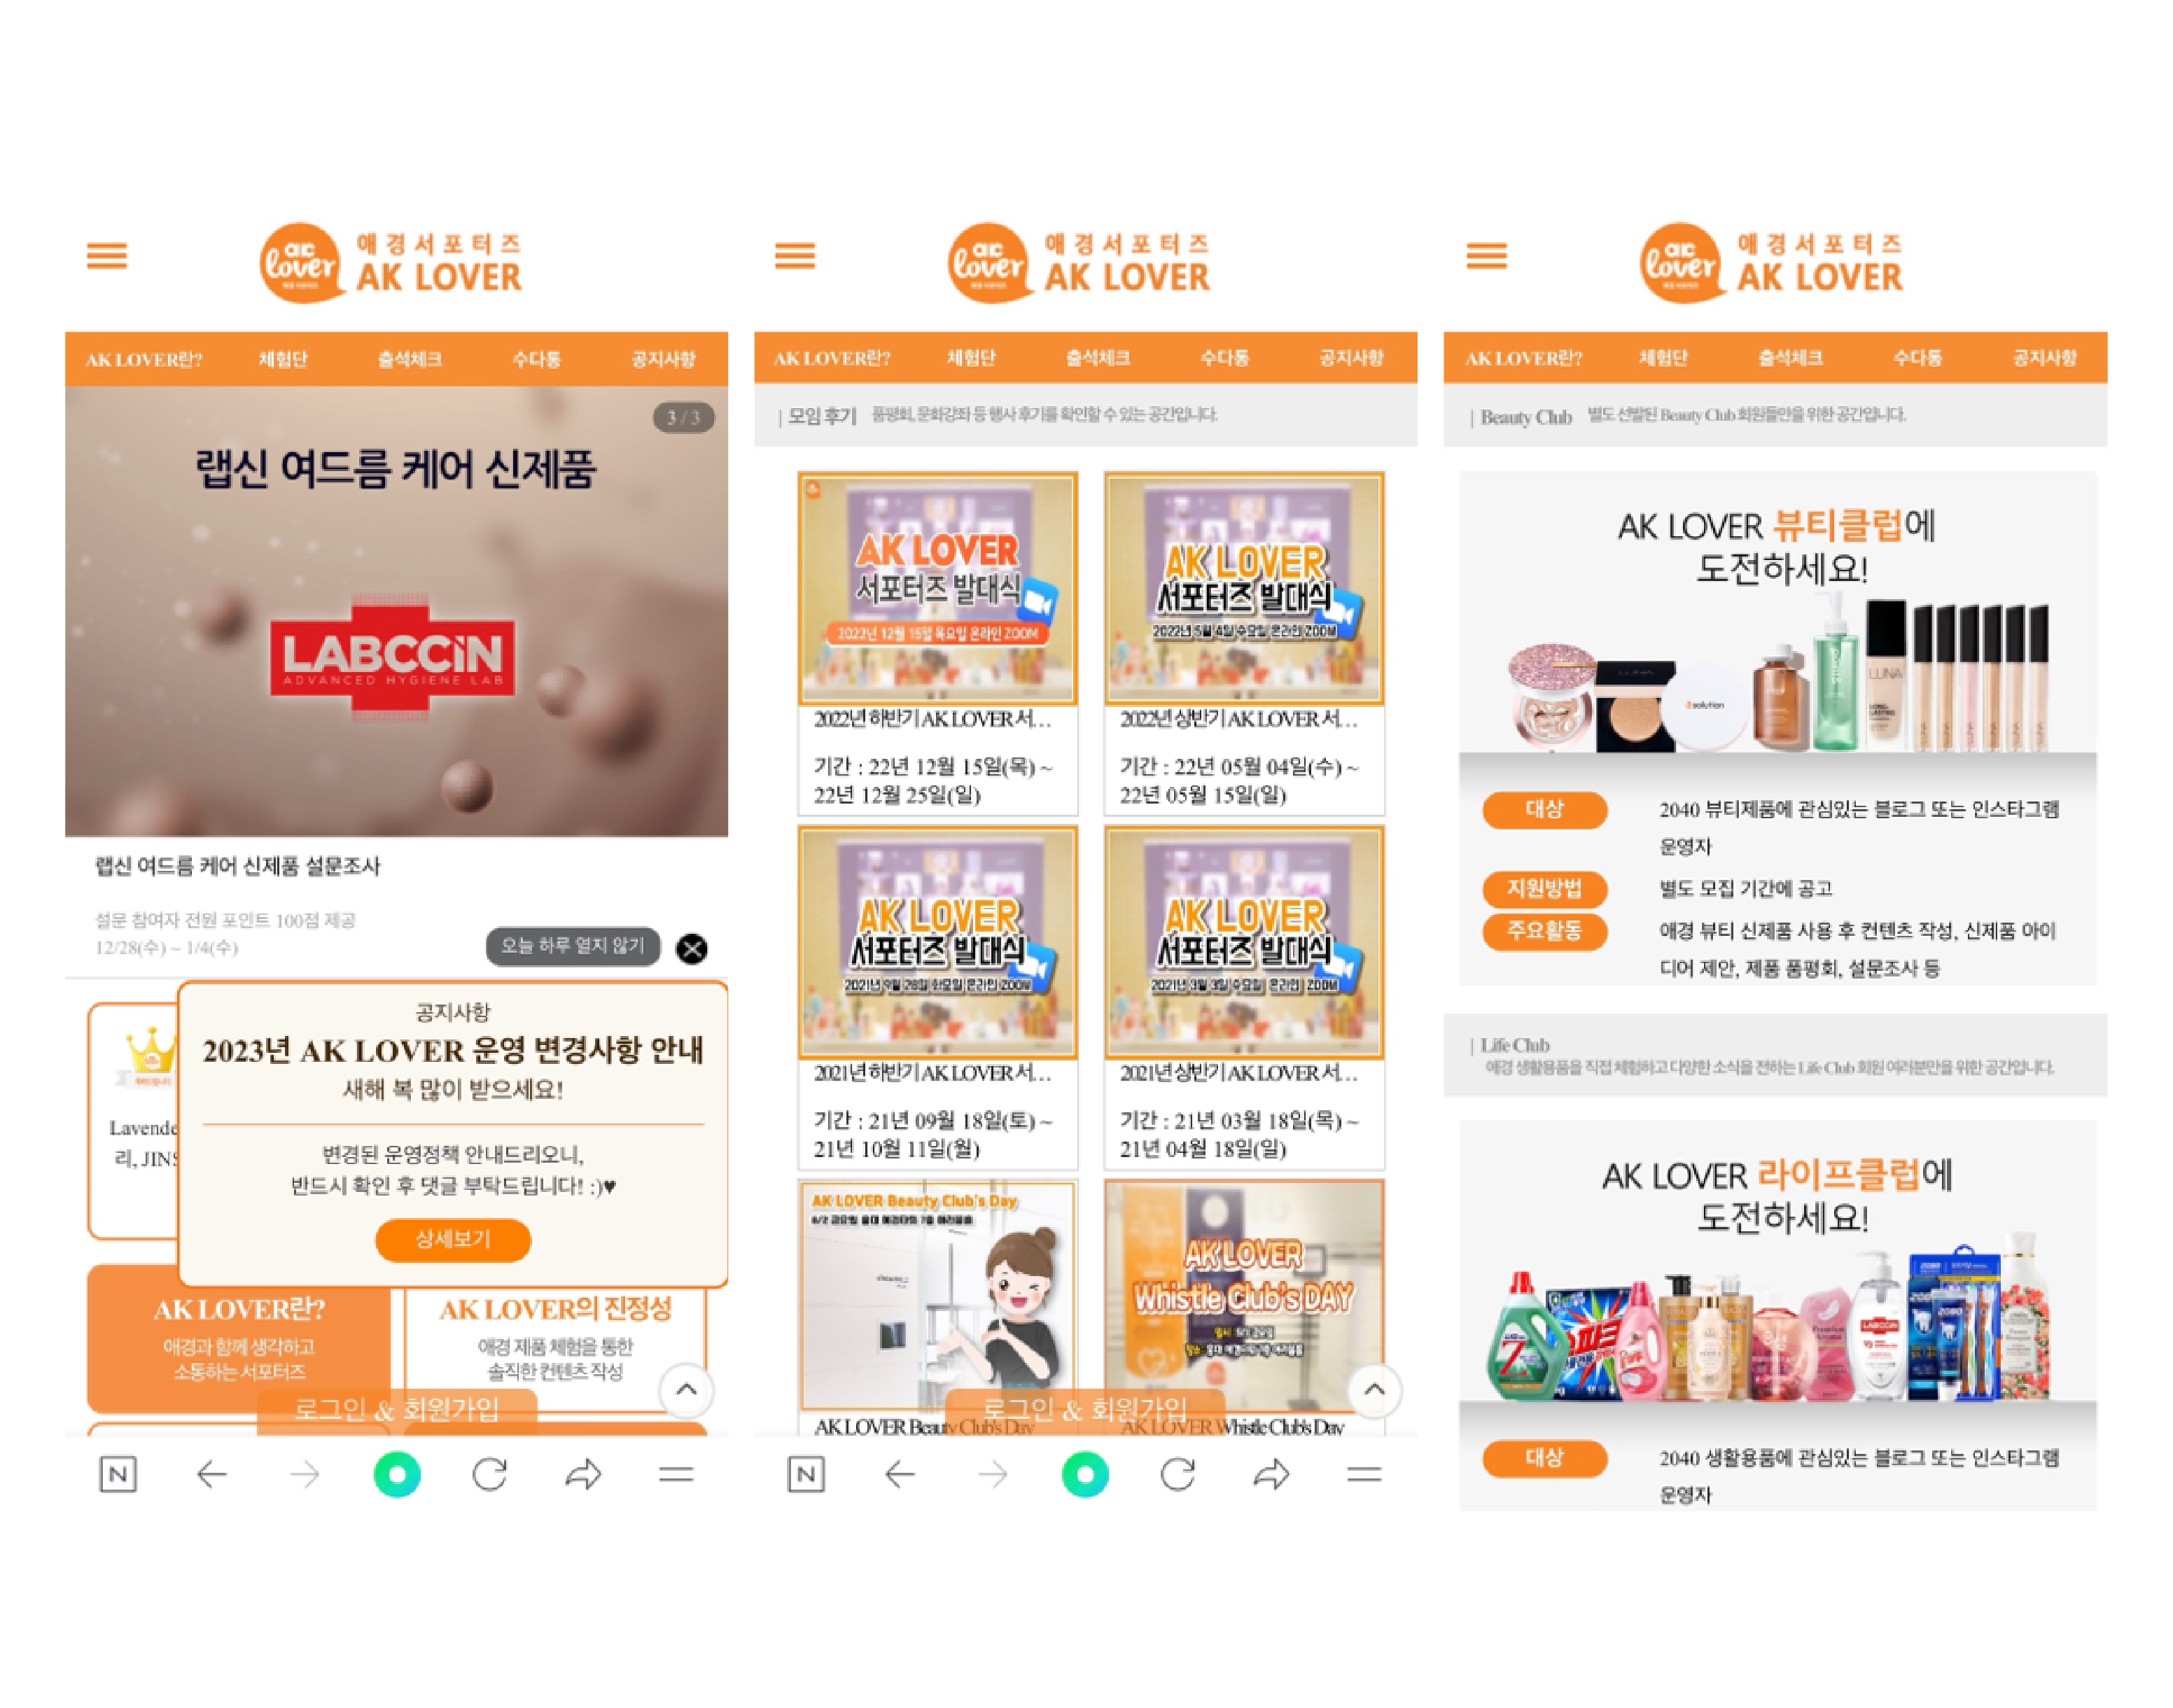 ac
lover
애경서포터즈
AK LOVER
AK LOVER란?
체험단
출석체크
수다통
공지사항
3 / 3
랩신 여드름 케어 신제품
LABCCiN
ADVANCED HYGIENE LAB
랩신 여드름 케어 신제품 설문조사
설문 참여자 전원 포인트 100점 제공
12/28(수) ~ 1/4(수)
오늘 하루 열지 않기
공지사항
2023년 AK LOVER 운영 변경사항 안내
새해 복 많이 받으세요!
변경된 운영정책 안내드리오니,
반드시 확인 후 댓글 부탁드립니다! :)♥
상세보기
Lavende
리, JINS
AK LOVER란?
애경과 함께 생각하고
소통하는 서포터즈
AK LOVER의 진정성
애경 제품 체험을 통한
솔직한 컨텐츠 작성
로그인 & 회원가입
N
ac
lover
애경서포터즈
AK LOVER
AK LOVER란?
체험단
출석체크
수다통
공지사항
| 모임 후기 품평회, 문화강좌 등 행사 후기를 확인할 수 있는 공간입니다.
AK LOVER
서포터즈 발대식
2022년 12월 15일 목요일 온라인 ZOOM
2022년 하반기 AK LOVER 서...
기간 : 22년 12월 15일(목) ~
22년 12월 25일(일)
AK LOVER
서포터즈 발대식
2022년 5월 4일 수요일 온라인 ZOOM
2022년 상반기 AK LOVER 서...
기간 : 22년 05월 04일(수) ~
22년 05월 15일(일)
AK LOVER
서포터즈 발대식
2021년 9월 28일 화요일 온라인 ZOOM
2021년 하반기 AK LOVER 서...
기간 : 21년 09월 18일(토) ~
21년 10월 11일(월)
AK LOVER
서포터즈 발대식
2021년 3월 3일 수요일 온라인 ZOOM
2021년 상반기 AK LOVER 서...
기간 : 21년 03월 18일(목) ~
21년 04월 18일(일)
AK LOVER Beauty Club's Day
AK LOVER Beauty Club's Day
AK LOVER
Whistle Club's DAY
AK LOVER Whistle Club's Day
로그인 & 회원가입
N
ac
lover
애경서포터즈
AK LOVER
AK LOVER란?
체험단
출석체크
수다통
공지사항
| Beauty Club 별도 선발된 Beauty Club 회원들만을 위한 공간입니다.
AK LOVER 뷰티클럽에
도전하세요!
LUNA
solution
LUNA
LONG
LASTING
대상
2040 뷰티제품에 관심있는 블로그 또는 인스타그램
운영자
지원방법
별도 모집 기간에 공고
주요활동
애경 뷰티 신제품 사용 후 컨텐츠 작성, 신제품 아이
디어 제안, 제품 품평회, 설문조사 등
| Life Club
애경 생활용품을 직접 체험하고 다양한 소식을 전하는 Life Club 회원 여러분만을 위한 공간입니다.
AK LOVER 라이프클럽에
도전하세요!
스파크
LABCCiN
2080
대상
2040 생활용품에 관심있는 블로그 또는 인스타그램
운영자